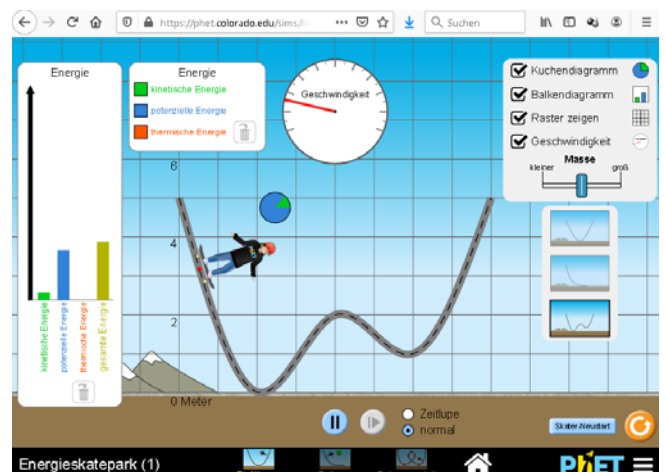 https://phet.colorado.edu/sims/h
Suchen
Energie
kinetische Energie
potenzielle Energie
thermische Energie
gesamte Energie
Energie
kinetische Energie
potenzielle Energie
thermische Energie
Geschwindigkeit
Kuchendiagramm
Balkendiagramm
Raster zeigen
Geschwindigkeit
Masse
kleiner
groß
6
4
2
0 Meter
Zeitlupe
normal
Skater-Neustart
Energieskatepark (1)
PhET